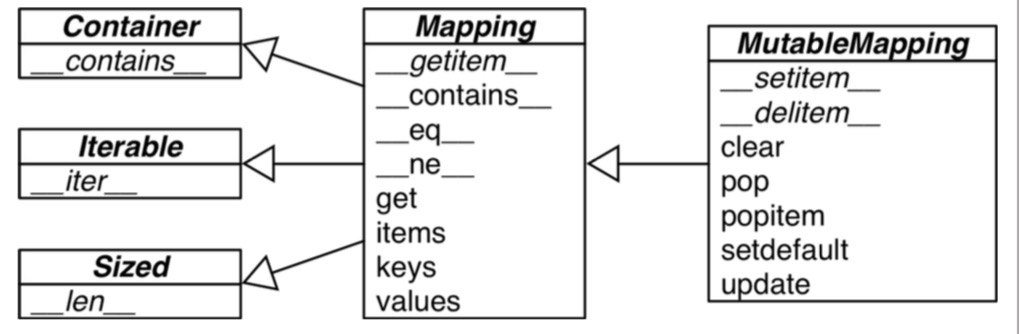 Container
__contains__
Iterable
__iter__
Sized
__len__
Mapping
__getitem__
__contains__
__eq__
__ne__
get
items
keys
values
MutableMapping
__setitem__
__delitem__
clear
pop
popitem
setdefault
update